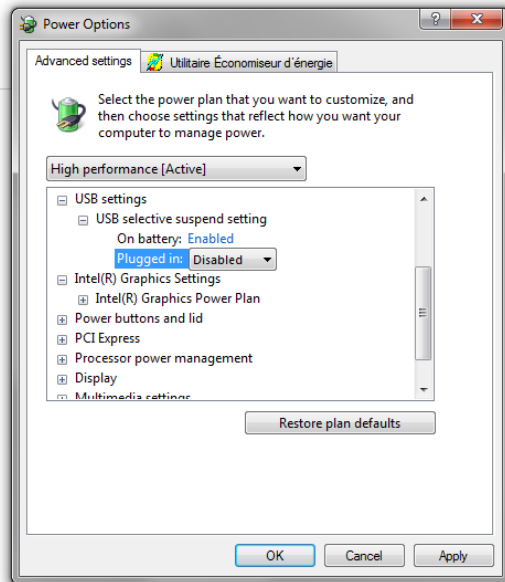 Power Options
Advanced settings
Utilitaire Économiseur d'énergie
Select the power plan that you want to customize, and
then choose settings that reflect how you want your
computer to manage power.
High performance [Active]
USB settings
USB selective suspend setting
On battery: Enabled
Plugged in: Disabled
Intel(R) Graphics Settings
Intel(R) Graphics Power Plan
Power buttons and lid
PCI Express
Processor power management
Display
Multimedia settings
Restore plan defaults
OK Cancel Apply